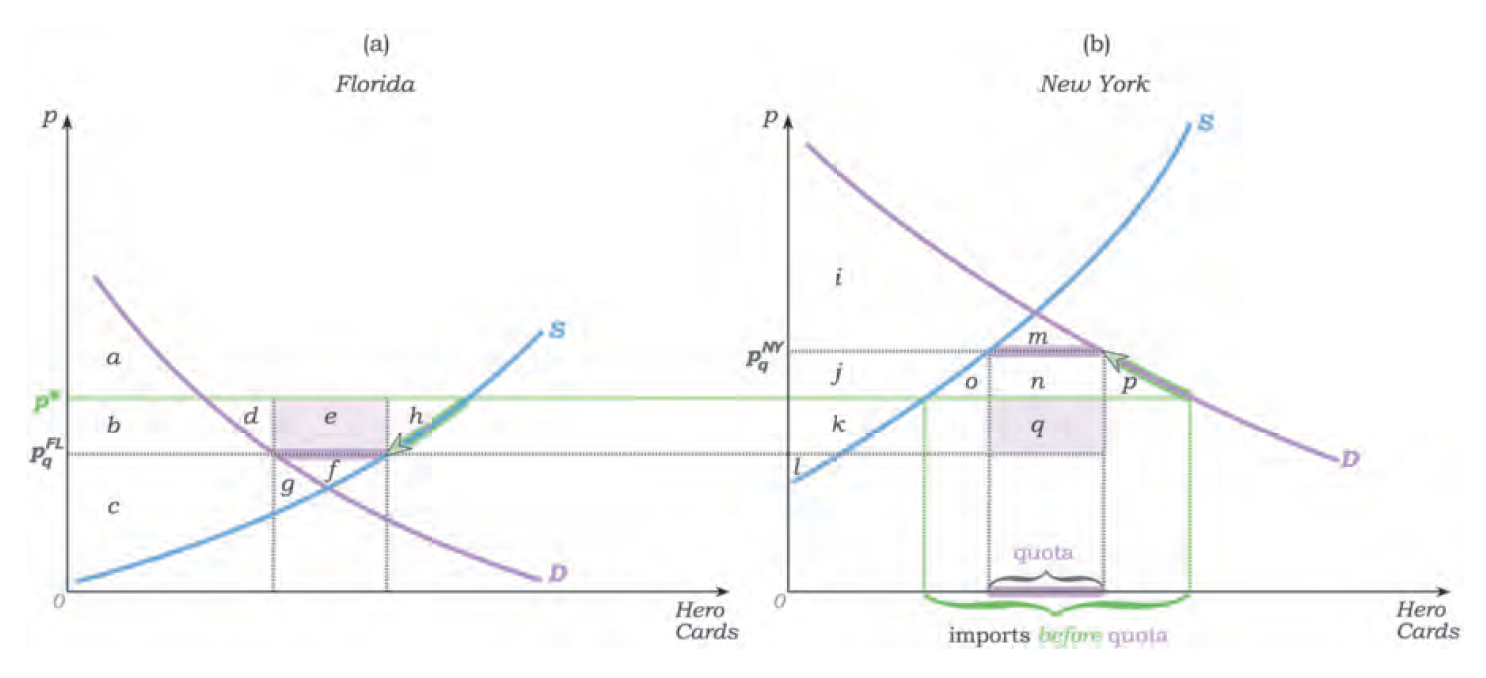 (a)
Florida
p
S
a
p*
b
d
e
h
p_q^FL
f
g
c
D
0
Hero
Cards
(b)
New York
p
S
i
m
p_q^NY
j
o
n
p
k
q
D
l
quota
0
Hero
Cards
imports before quota